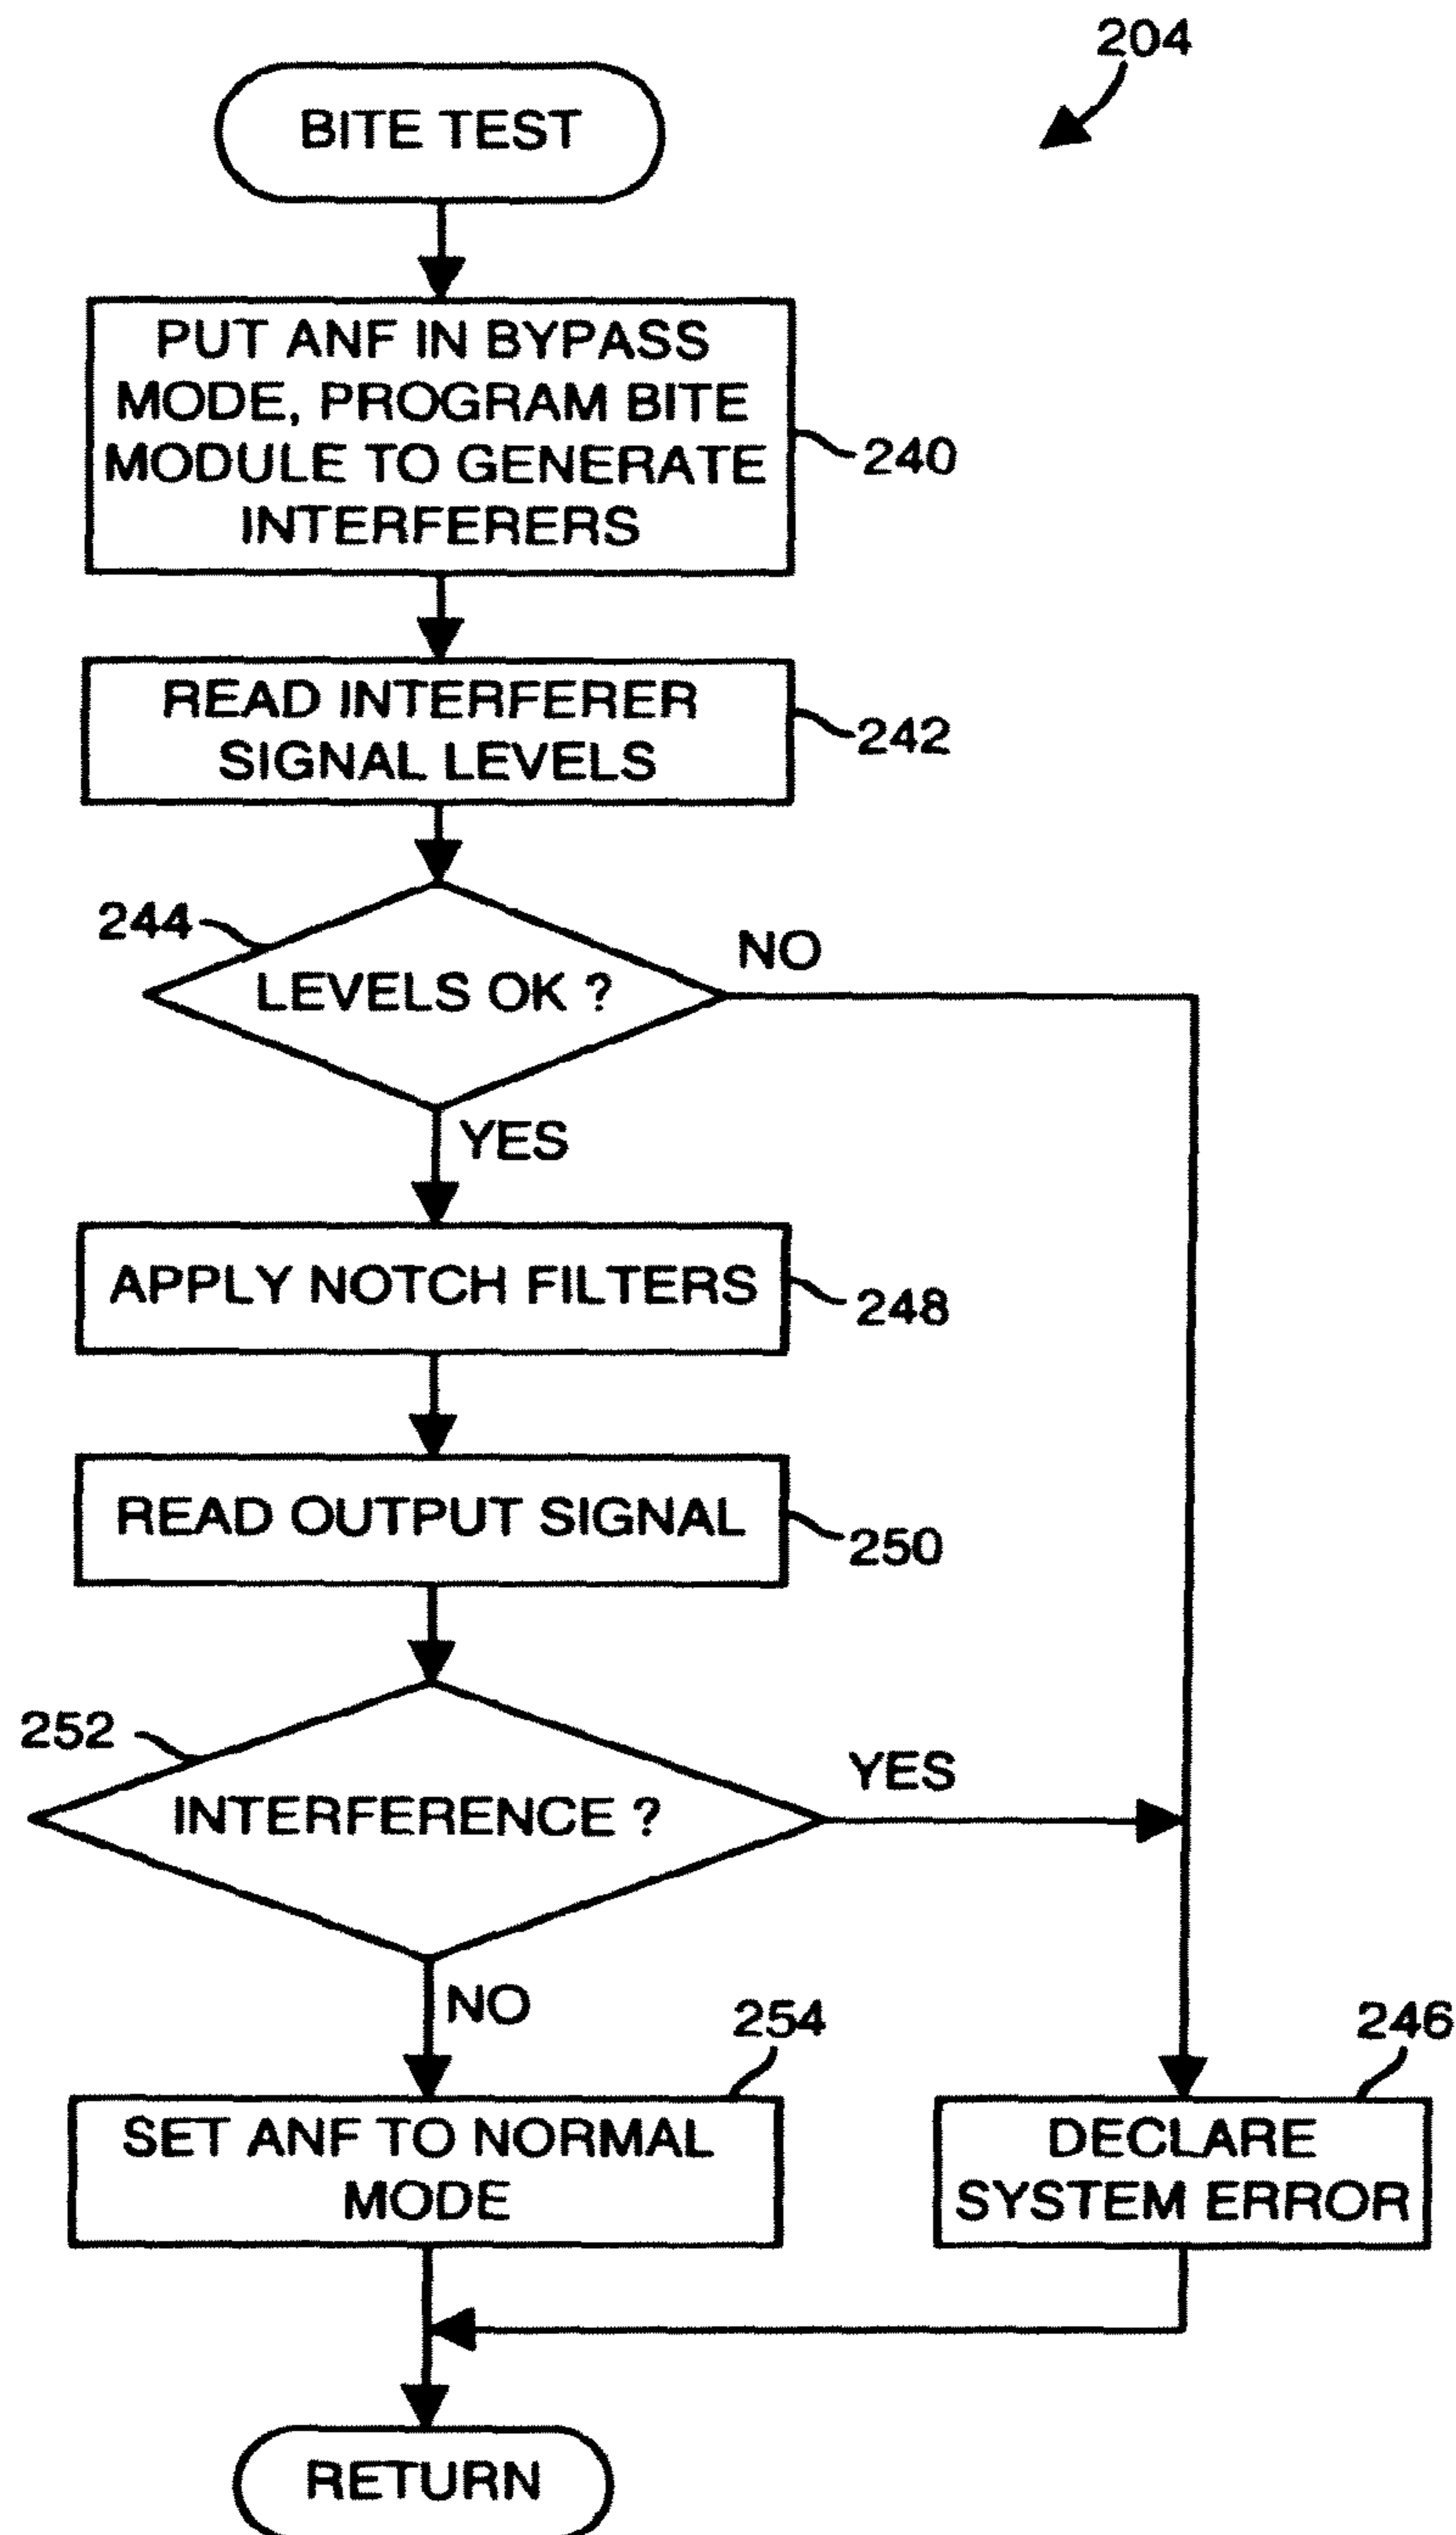 204
BITE TEST
PUT ANF IN BYPASS
MODE, PROGRAM BITE
MODULE TO GENERATE
INTERFERERS
240
READ INTERFERER
SIGNAL LEVELS
242
244
LEVELS OK ?
NO
YES
APPLY NOTCH FILTERS
248
READ OUTPUT SIGNAL
250
252
INTERFERENCE ?
YES
NO
254
246
SET ANF TO NORMAL
MODE
DECLARE
SYSTEM ERROR
RETURN